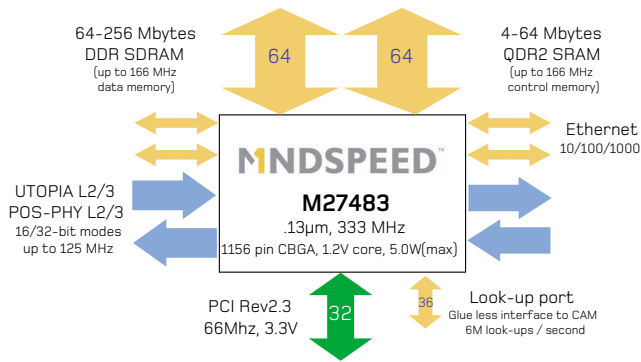 64-256 Mbytes
DDR SDRAM
(up to 166 MHz
data memory)
64
64
4-64 Mbytes
QDR2 SRAM
(up to 166 MHz
control memory)
Ethernet
10/100/1000
M1NDSPEED™
M27483
.13µm, 333 MHz
1156 pin CBGA, 1.2V core, 5.0W(max)
UTOPIA L2/3
POS-PHY L2/3
16/32-bit modes
up to 125 MHz
PCI Rev2.3
66Mhz, 3.3V
32
36
Look-up port
Glue less interface to CAM
6M look-ups / second